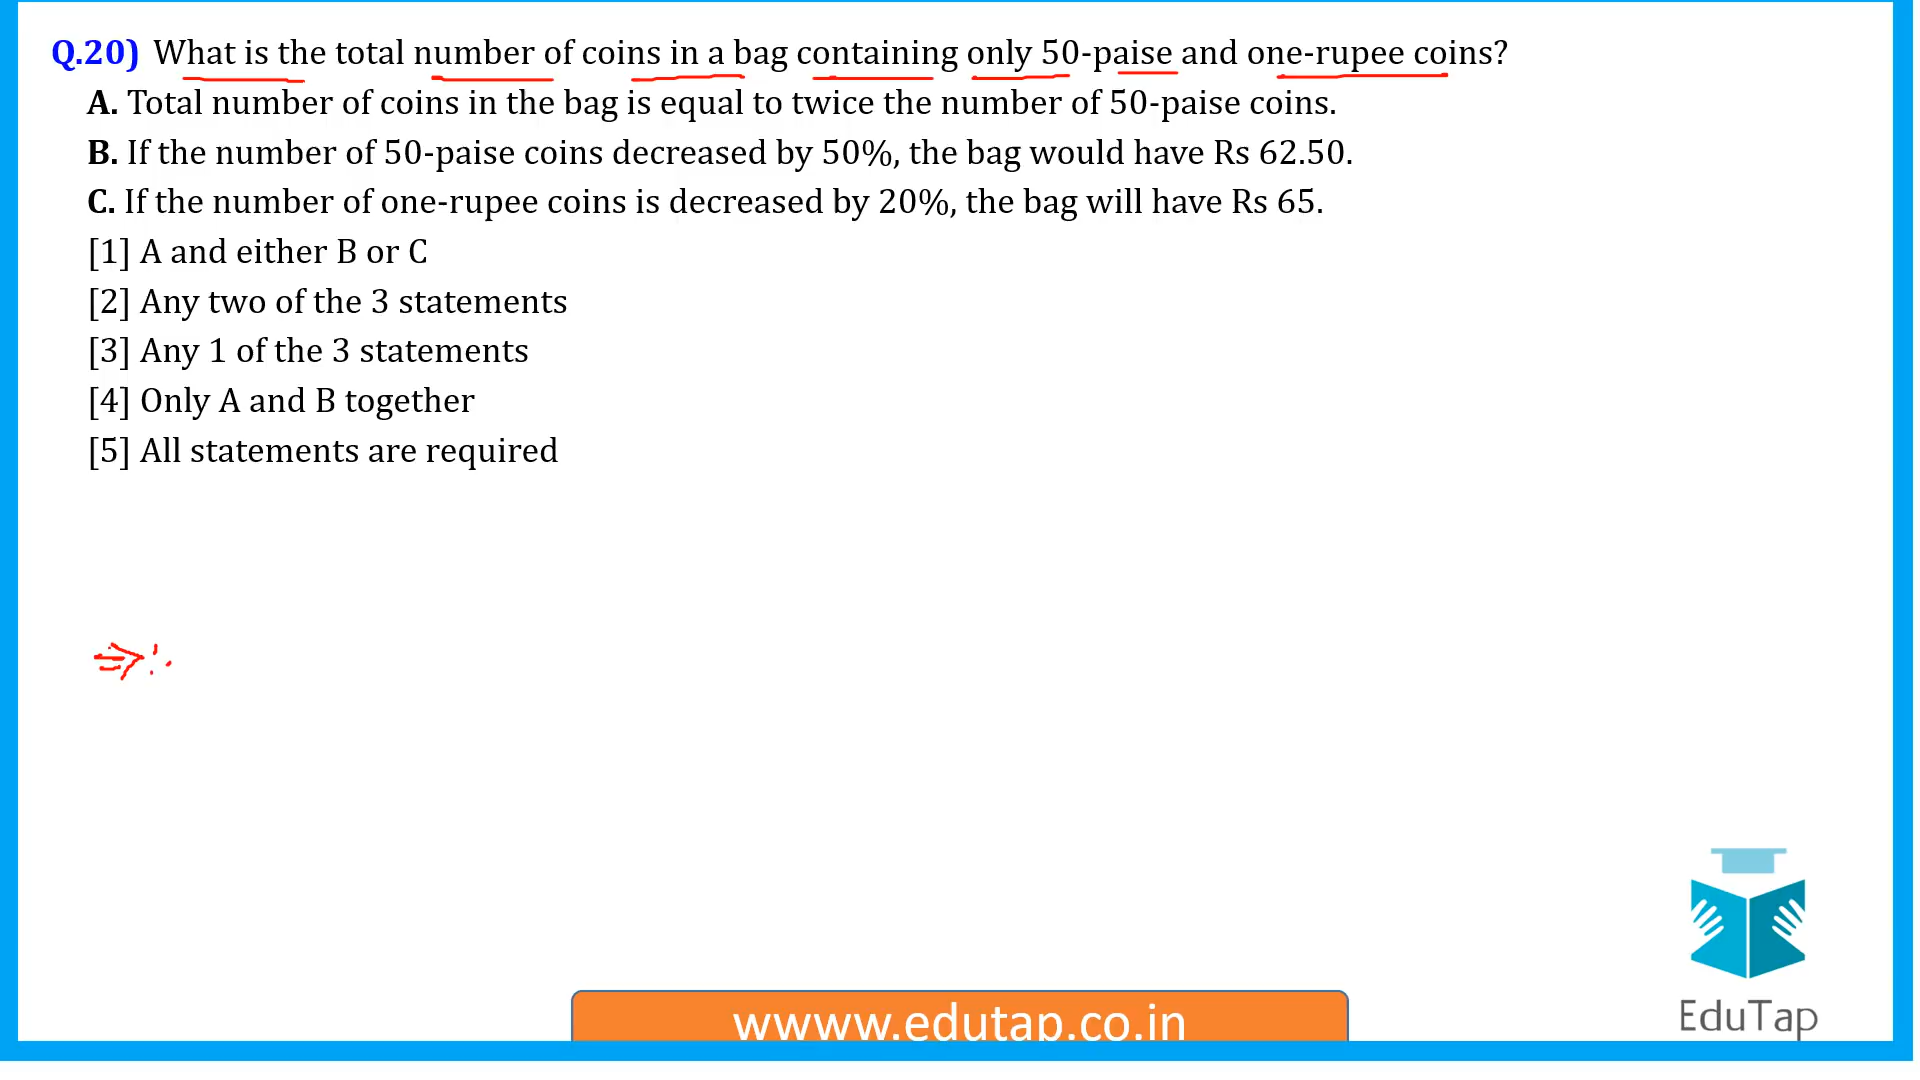 Q.20) What is the total number of coins in a bag containing only 50-paise and one-rupee coins?
A. Total number of coins in the bag is equal to twice the number of 50-paise coins.
B. If the number of 50-paise coins decreased by 50%, the bag would have Rs 62.50.
C. If the number of one-rupee coins is decreased by 20%, the bag will have Rs 65.
[1] A and either B or C
[2] Any two of the 3 statements
[3] Any 1 of the 3 statements
[4] Only A and B together
[5] All statements are required
EduTap
wwww.edutap.co.in